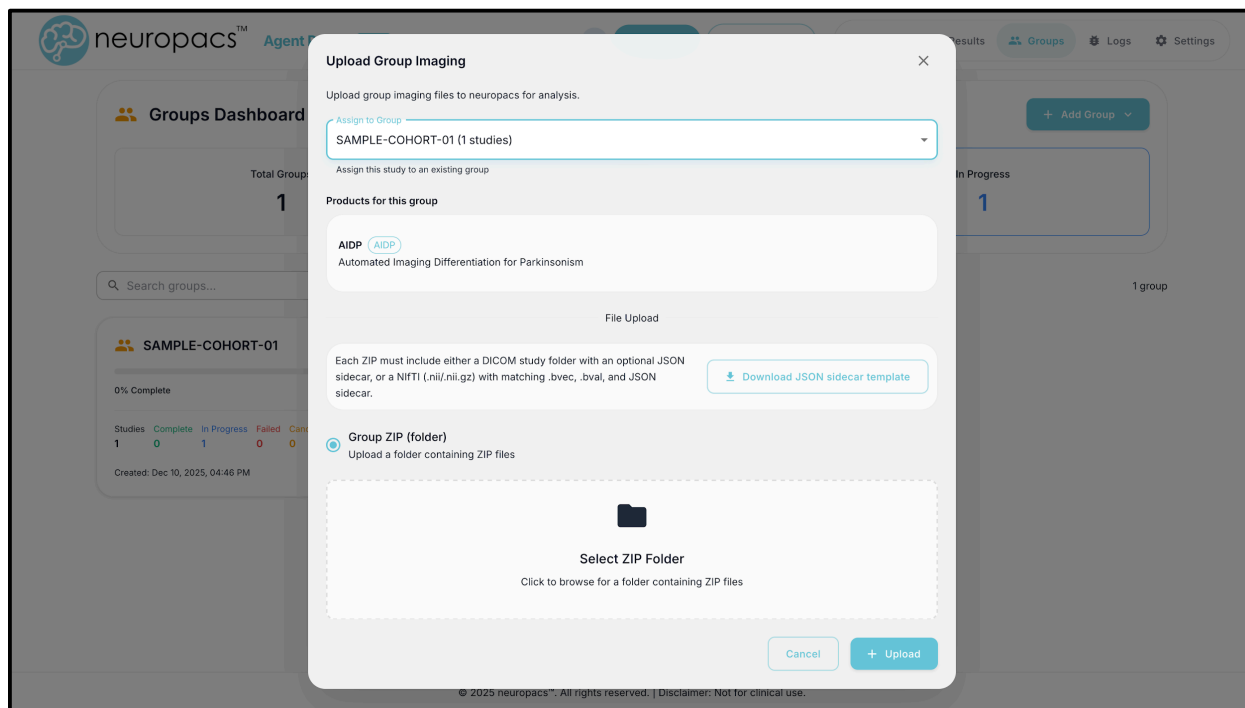 neuropacs™
Agent
Results
Groups
Logs
Settings
Groups Dashboard
+ Add Group
Total Groups
1
In Progress
1
Search groups...
1 group
SAMPLE-COHORT-01
0% Complete
Studies Complete In Progress Failed
1 0 1 0 0
Created: Dec 10, 2025, 04:46 PM
Upload Group Imaging
Upload group imaging files to neuropacs for analysis.
Assign to Group
SAMPLE-COHORT-01 (1 studies)
Assign this study to an existing group
Products for this group
AIDP AIDP
Automated Imaging Differentiation for Parkinsonism
File Upload
Each ZIP must include either a DICOM study folder with an optional JSON
sidecar, or a NIfTI (.nii/.nii.gz) with matching .bvec, .bval, and JSON
sidecar.
Download JSON sidecar template
Group ZIP (folder)
Upload a folder containing ZIP files
Select ZIP Folder
Click to browse for a folder containing ZIP files
Cancel
+ Upload
© 2025 neuropacs™. All rights reserved. | Disclaimer: Not for clinical use.